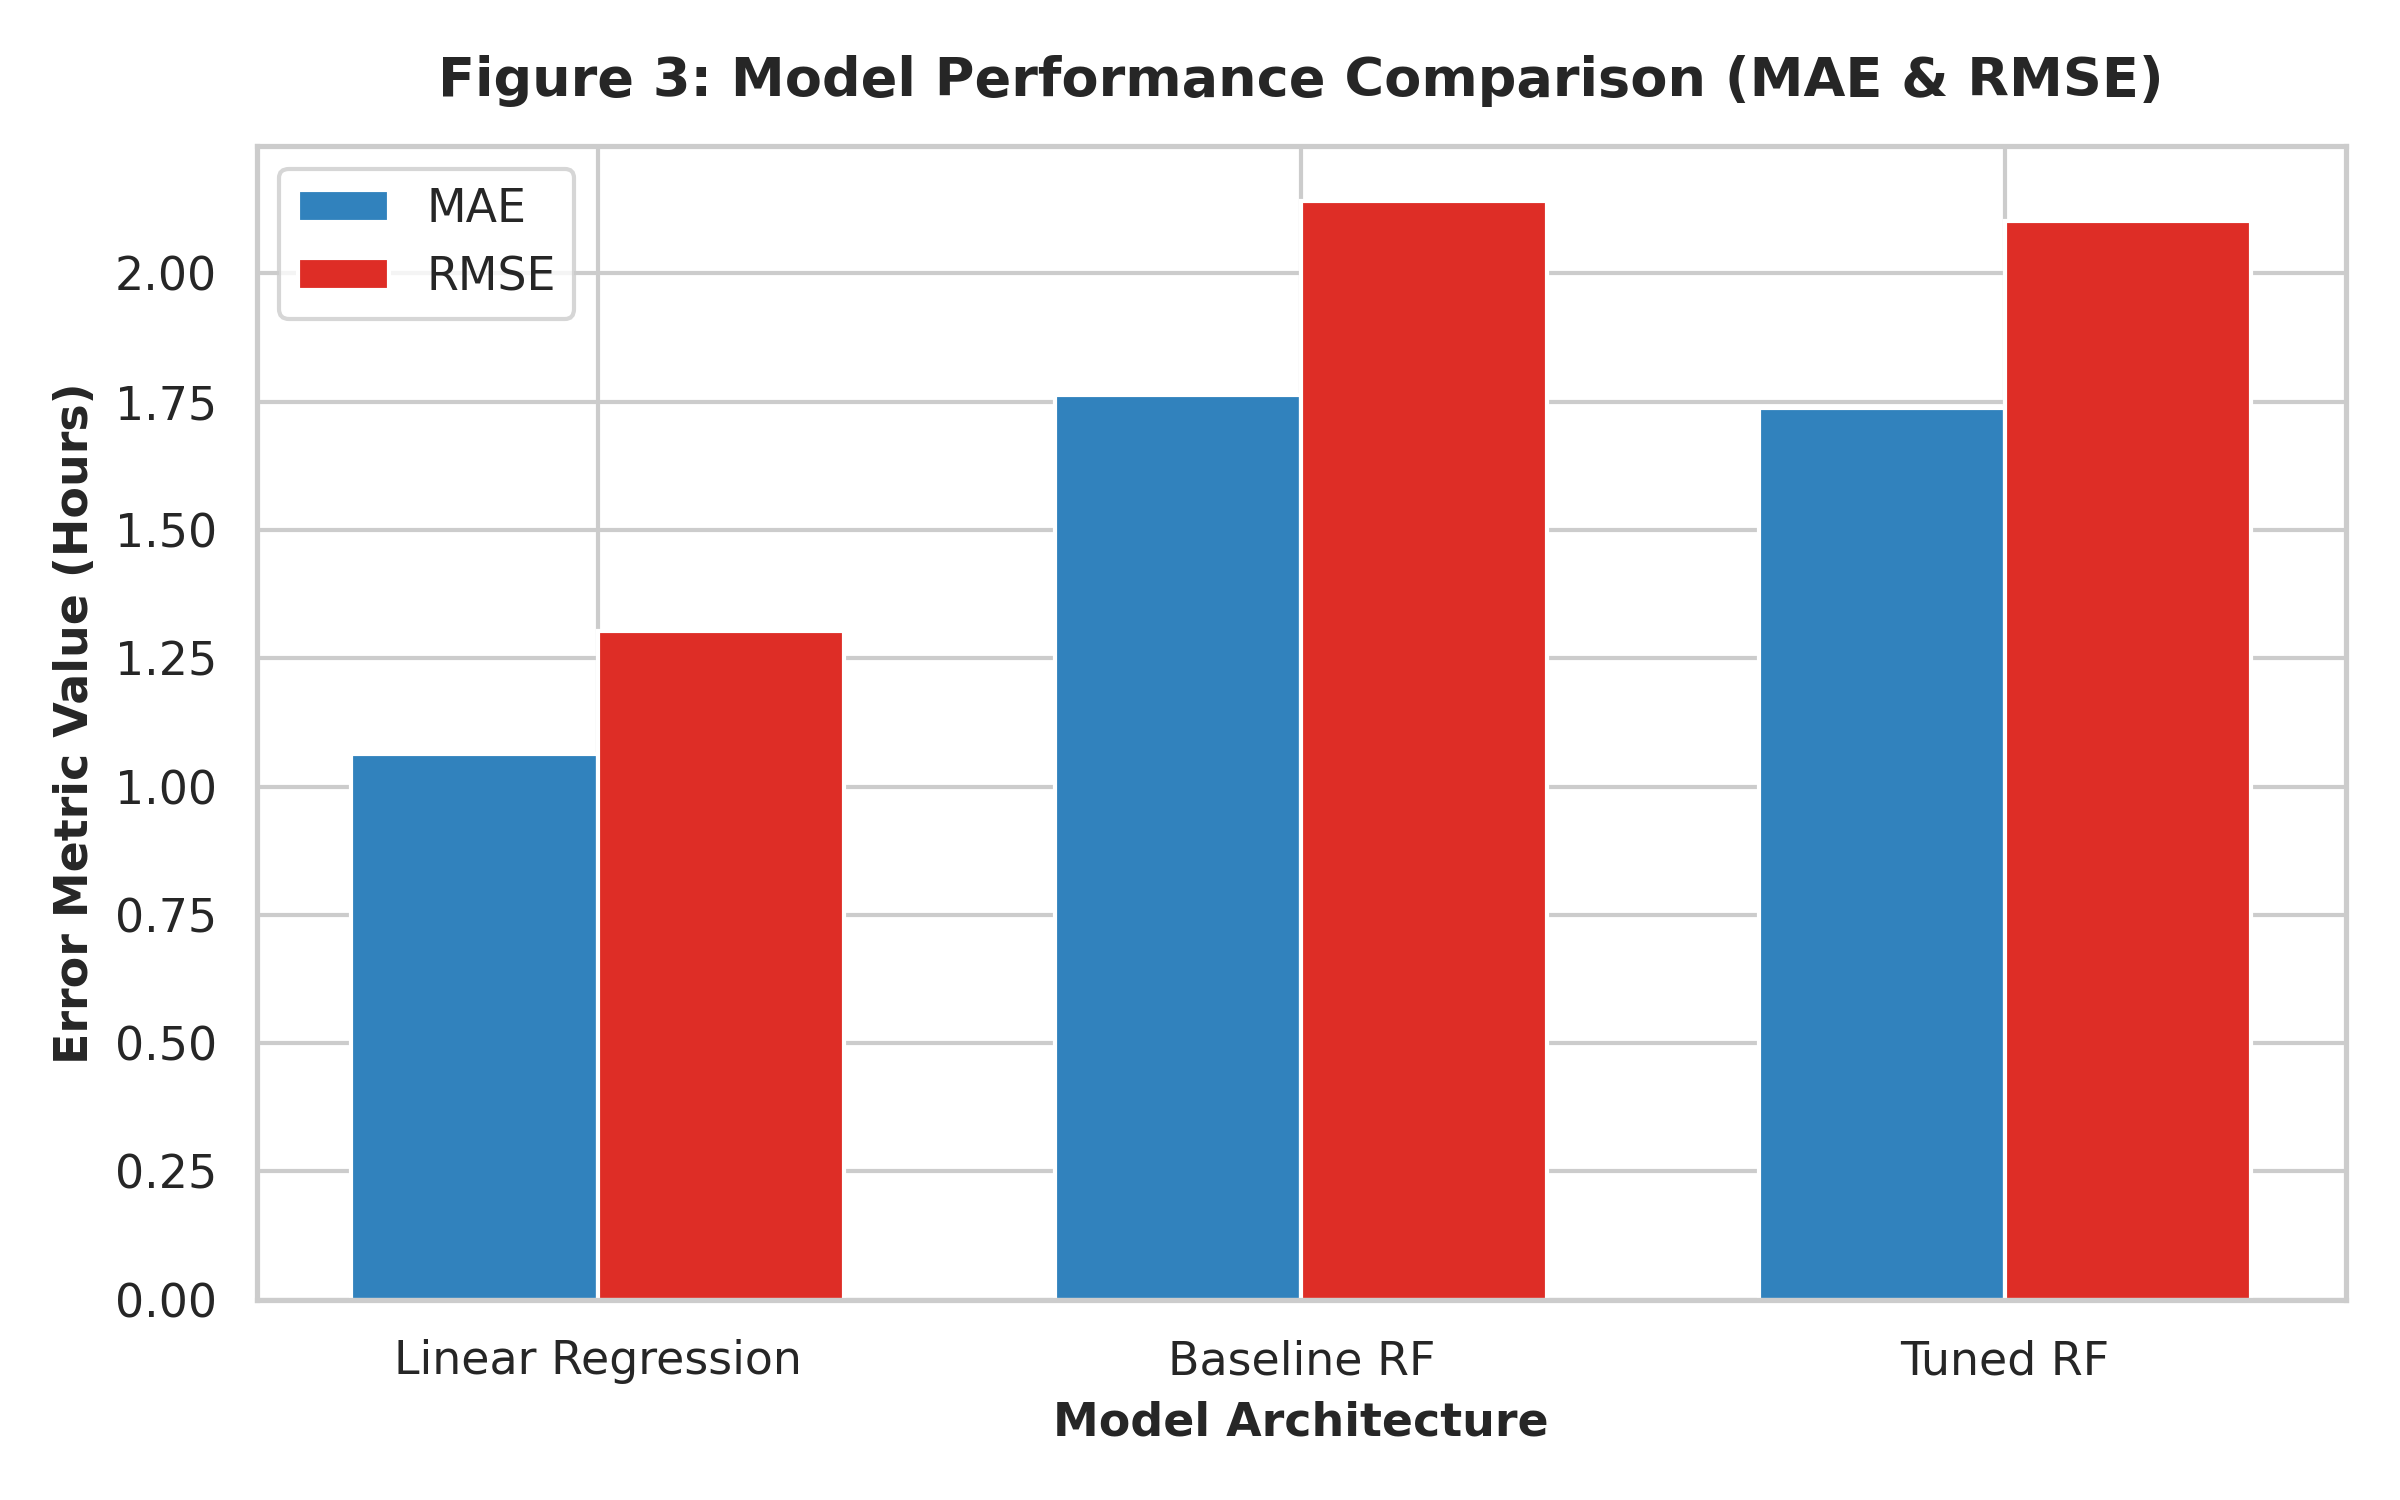 Figure 3: Model Performance Comparison (MAE & RMSE)
MAE
RMSE
Error Metric Value (Hours)
2.00
1.75
1.50
1.25
1.00
0.75
0.50
0.25
0.00
Linear Regression
Baseline RF
Tuned RF
Model Architecture